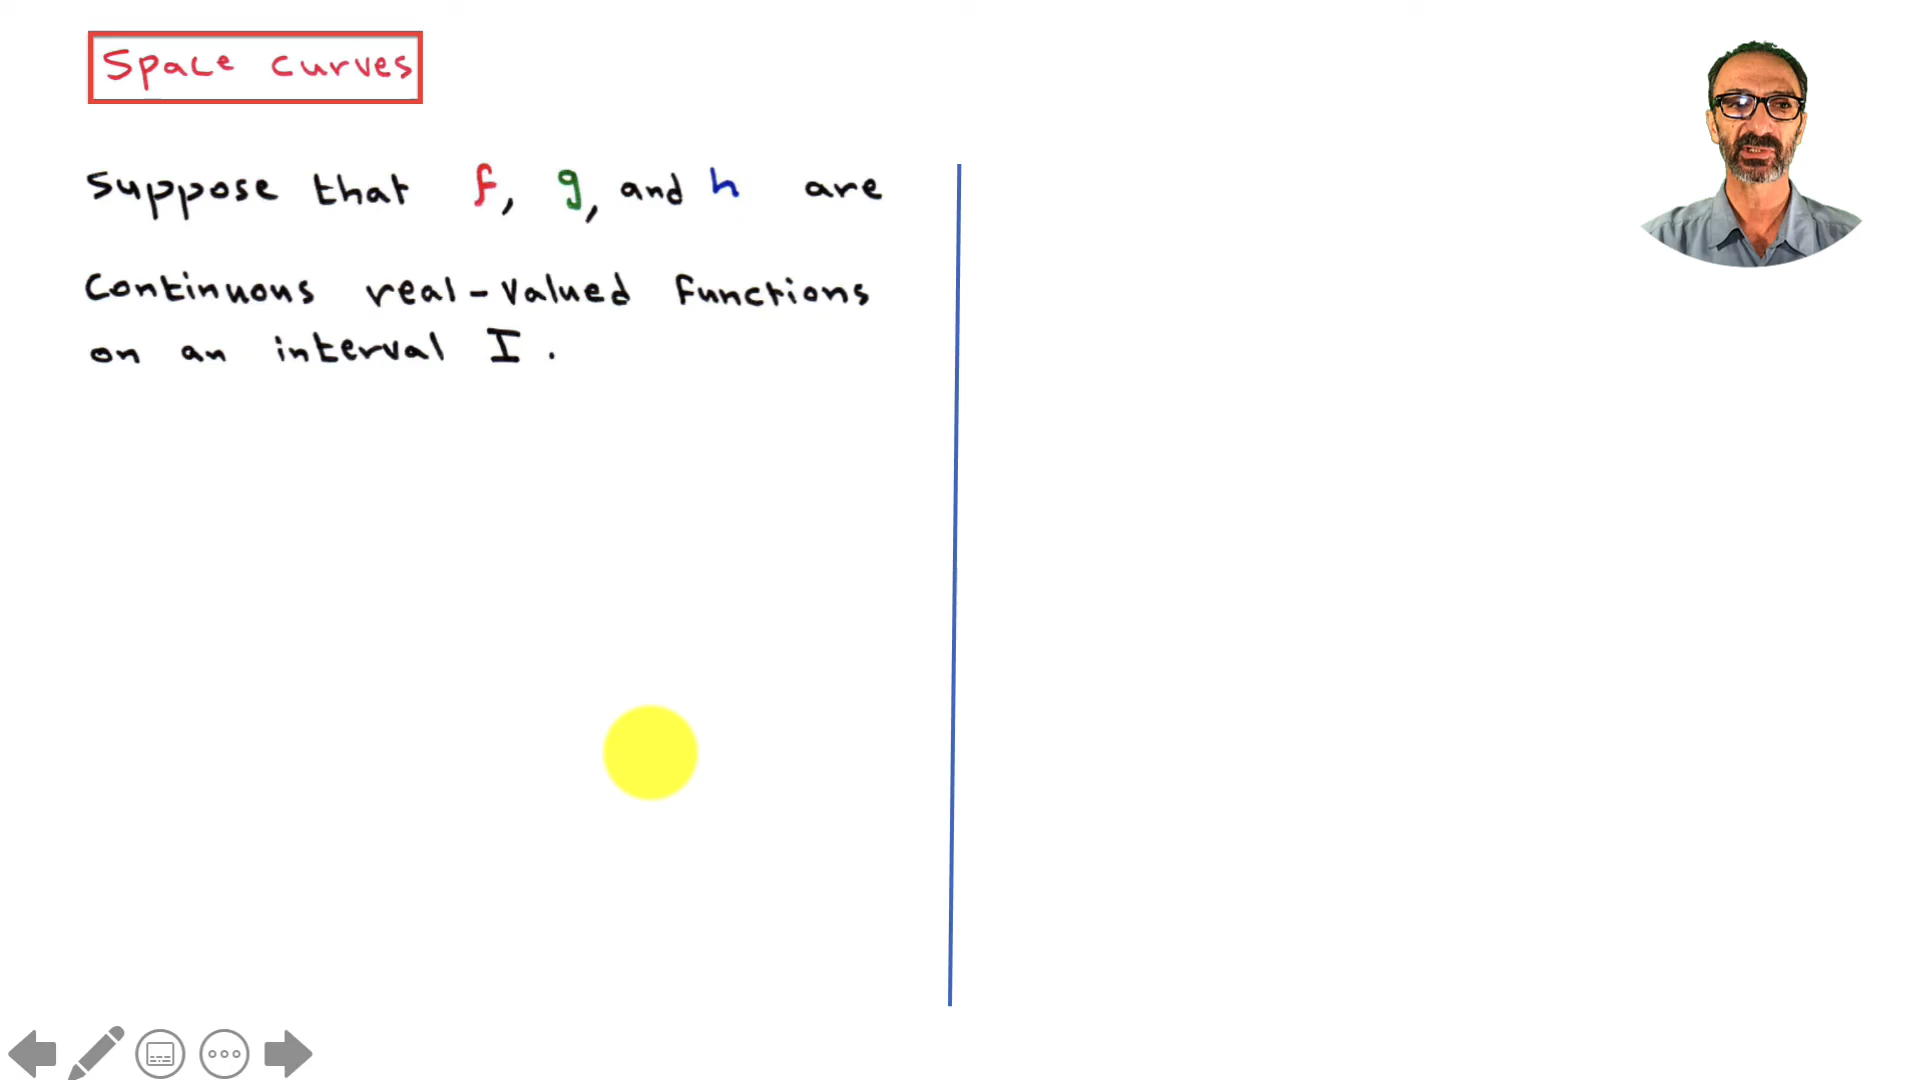 Space curves
Suppose that f, g, and h are
continuous real-valued functions
on an interval I.